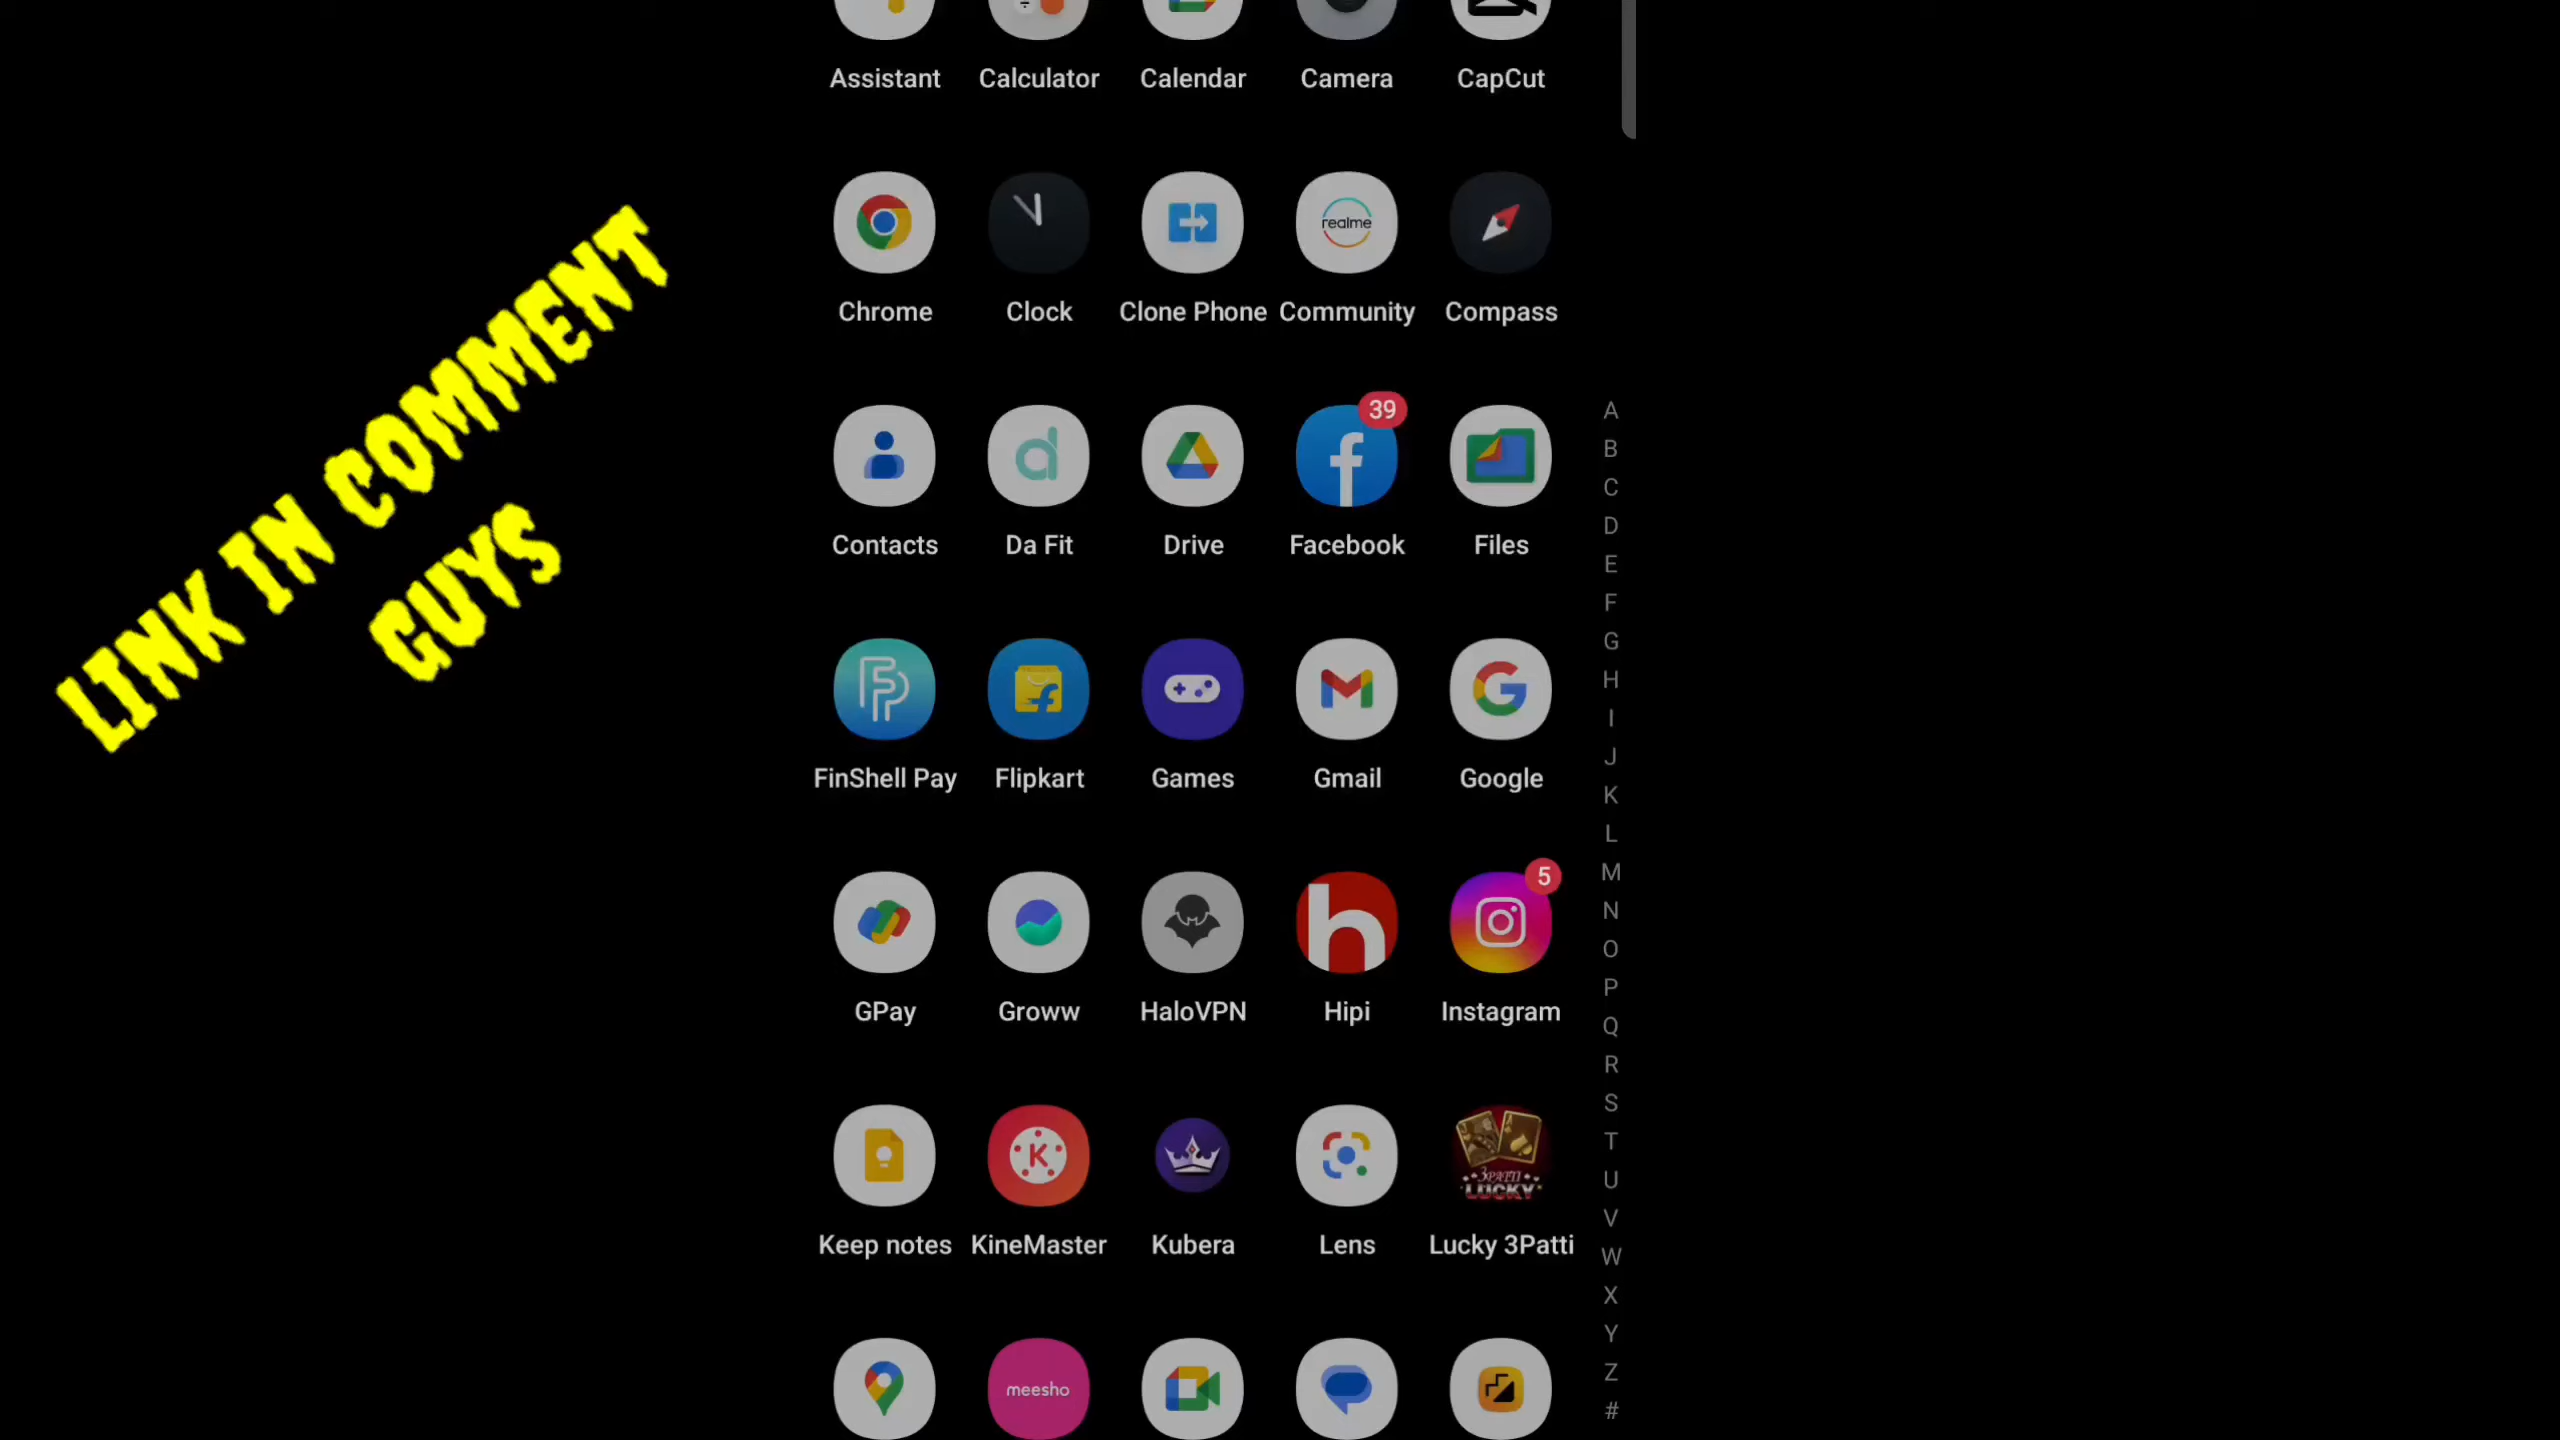 Assistant Calculator Calendar Camera CapCut
realme
Chrome Clock Clone Phone Community Compass
39
Contacts Da Fit Drive Facebook Files
FinShell Pay Flipkart Games Gmail Google
5
GPay Groww HaloVPN Hipi Instagram
K
3PATTI
LUCKY
Keep notes KineMaster Kubera Lens Lucky 3Patti
meesho
LINK IN COMMENT
GUYS
A
B
C
D
E
F
G
H
I
J
K
L
M
N
O
P
Q
R
S
T
U
V
W
X
Y
Z
#